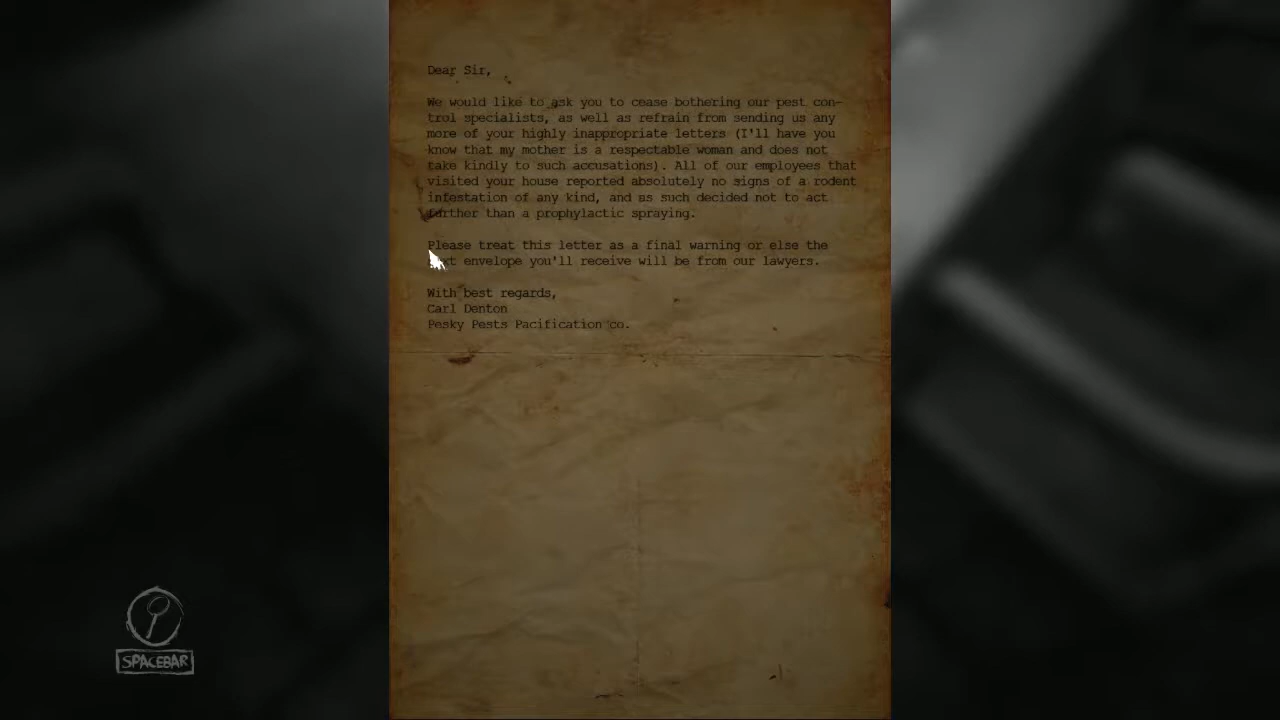 Dear Sir,
We would like to ask you to cease bothering our pest con-
trol specialists, as well as refrain from sending us any
more of your highly inappropriate letters (I'll have you
know that my mother is a respectable woman and does not
take kindly to such accusations). All of our employees that
visited your house reported absolutely no signs of a rodent
infestation of any kind, and as such decided not to act
further than a prophylactic spraying.
Please treat this letter as a final warning or else the
envelope you'll receive will be from our lawyers.
With best regards,
Carl Denton
Pesky Pests Pacification co.
SPACEBAR